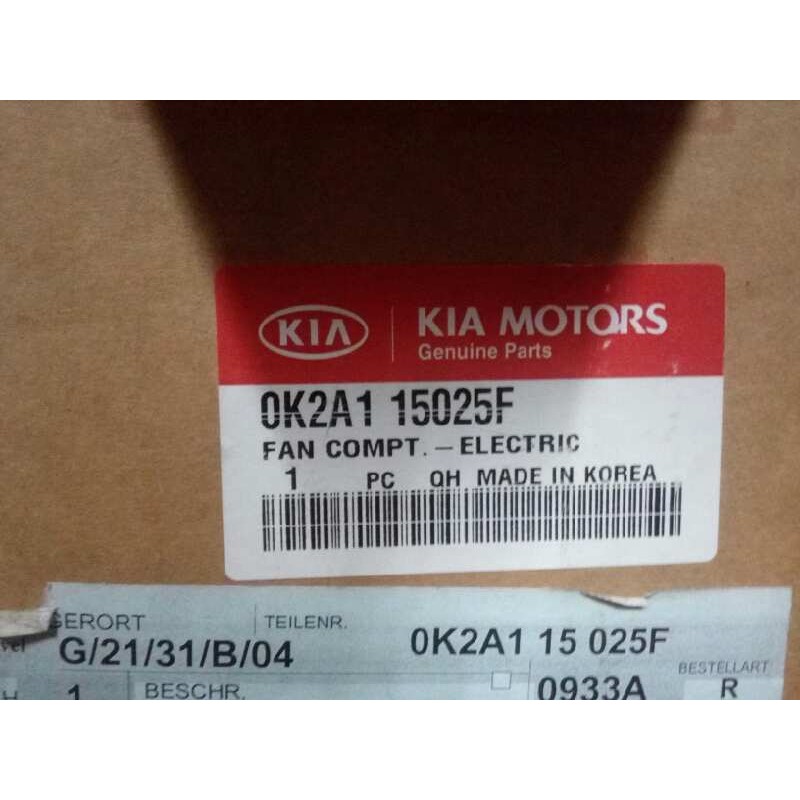 KIA KIA MOTORS
Genuine Parts
0K2A1 15025F
FAN COMPT. – ELECTRIC
1 PC QH MADE IN KOREA
GERORT TEILENR.
G/21/31/B/04 0K2A1 15 025F
BESTELLART
1 BESCHR. 0933A R